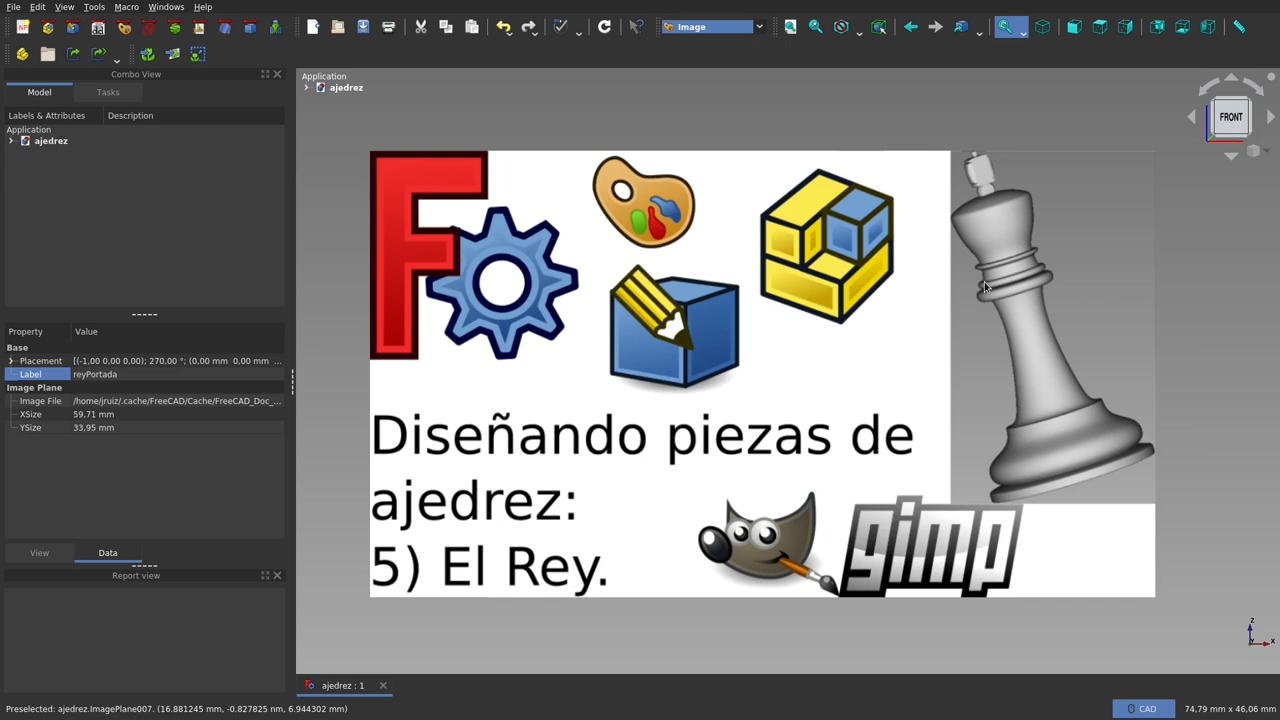 File Edit View Tools Macro Windows Help
Image
Combo View
Model Tasks
Labels & Attributes Description
Application
ajedrez
Property Value
Base
Placement [(-1,00 0,00 0,00); 270,00 °; (0,00 mm 0,00 mm ...
Label reyPortada
Image Plane
Image File /home/jruiz/.cache/FreeCAD/Cache/FreeCAD_Doc_...
XSize 59,71 mm
YSize 33,95 mm
View Data
Report view
Application
ajedrez
FRONT
Diseñando piezas de
ajedrez:
5) El Rey.
gimp
Z
X
ajedrez : 1
Preselected: ajedrez.ImagePlane007. (16.881245 mm, -0.827825 nm, 6.944302 mm)
CAD
74,79 mm x 46,06 mm